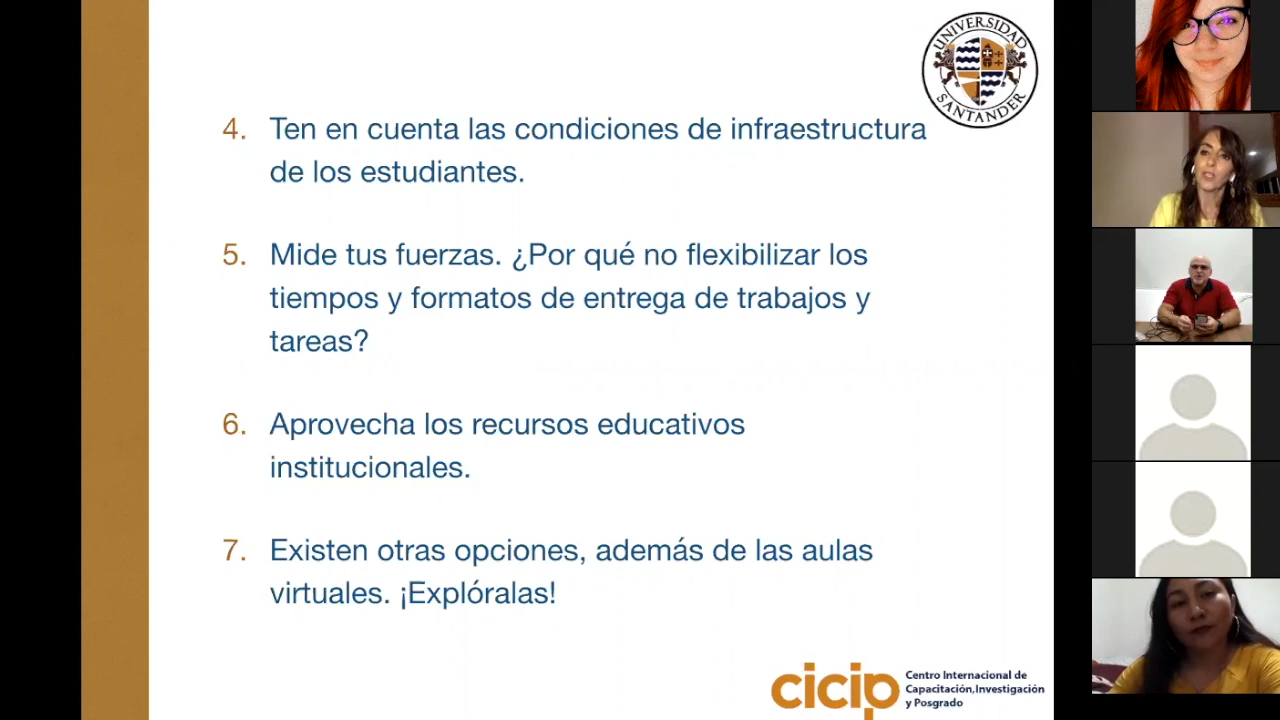 UNIVERSIDAD
SANTANDER
4. Ten en cuenta las condiciones de infraestructura
de los estudiantes.
5. Mide tus fuerzas. ¿Por qué no flexibilizar los
tiempos y formatos de entrega de trabajos y
tareas?
6. Aprovecha los recursos educativos
institucionales.
7. Existen otras opciones, además de las aulas
virtuales. ¡Explóralas!
cicip
Centro Internacional de
Capacitación,Investigación
y Posgrado